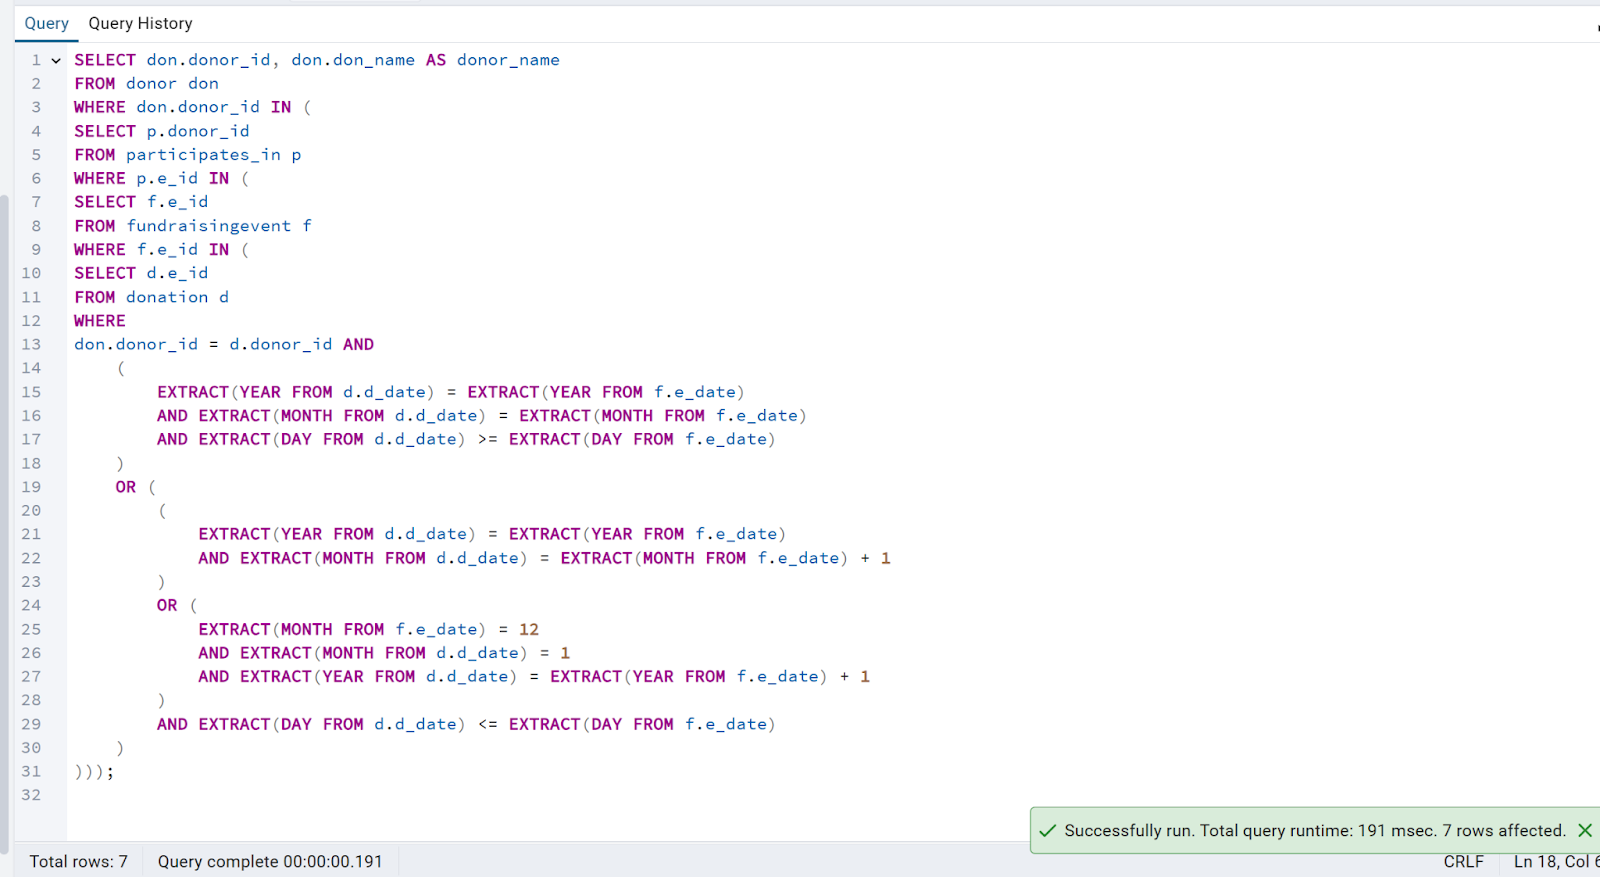 Query Query History
1 SELECT don.donor_id, don.don_name AS donor_name
2 FROM donor don
3 WHERE don.donor_id IN (
4 SELECT p.donor_id
5 FROM participates_in p
6 WHERE p.e_id IN (
7 SELECT f.e_id
8 FROM fundraisingevent f
9 WHERE f.e_id IN (
10 SELECT d.e_id
11 FROM donation d
12 WHERE
13 don.donor_id = d.donor_id AND
14 (
15 EXTRACT(YEAR FROM d.d_date) = EXTRACT(YEAR FROM f.e_date)
16 AND EXTRACT(MONTH FROM d.d_date) = EXTRACT(MONTH FROM f.e_date)
17 AND EXTRACT(DAY FROM d.d_date) >= EXTRACT(DAY FROM f.e_date)
18 )
19 OR (
20 (
21 EXTRACT(YEAR FROM d.d_date) = EXTRACT(YEAR FROM f.e_date)
22 AND EXTRACT(MONTH FROM d.d_date) = EXTRACT(MONTH FROM f.e_date) + 1
23 )
24 OR (
25 EXTRACT(MONTH FROM f.e_date) = 12
26 AND EXTRACT(MONTH FROM d.d_date) = 1
27 AND EXTRACT(YEAR FROM d.d_date) = EXTRACT(YEAR FROM f.e_date) + 1
28 )
29 AND EXTRACT(DAY FROM d.d_date) <= EXTRACT(DAY FROM f.e_date)
30 )
31 )));
32
Successfully run. Total query runtime: 191 msec. 7 rows affected.
Total rows: 7 Query complete 00:00:00.191 CRLF Ln 18, Col